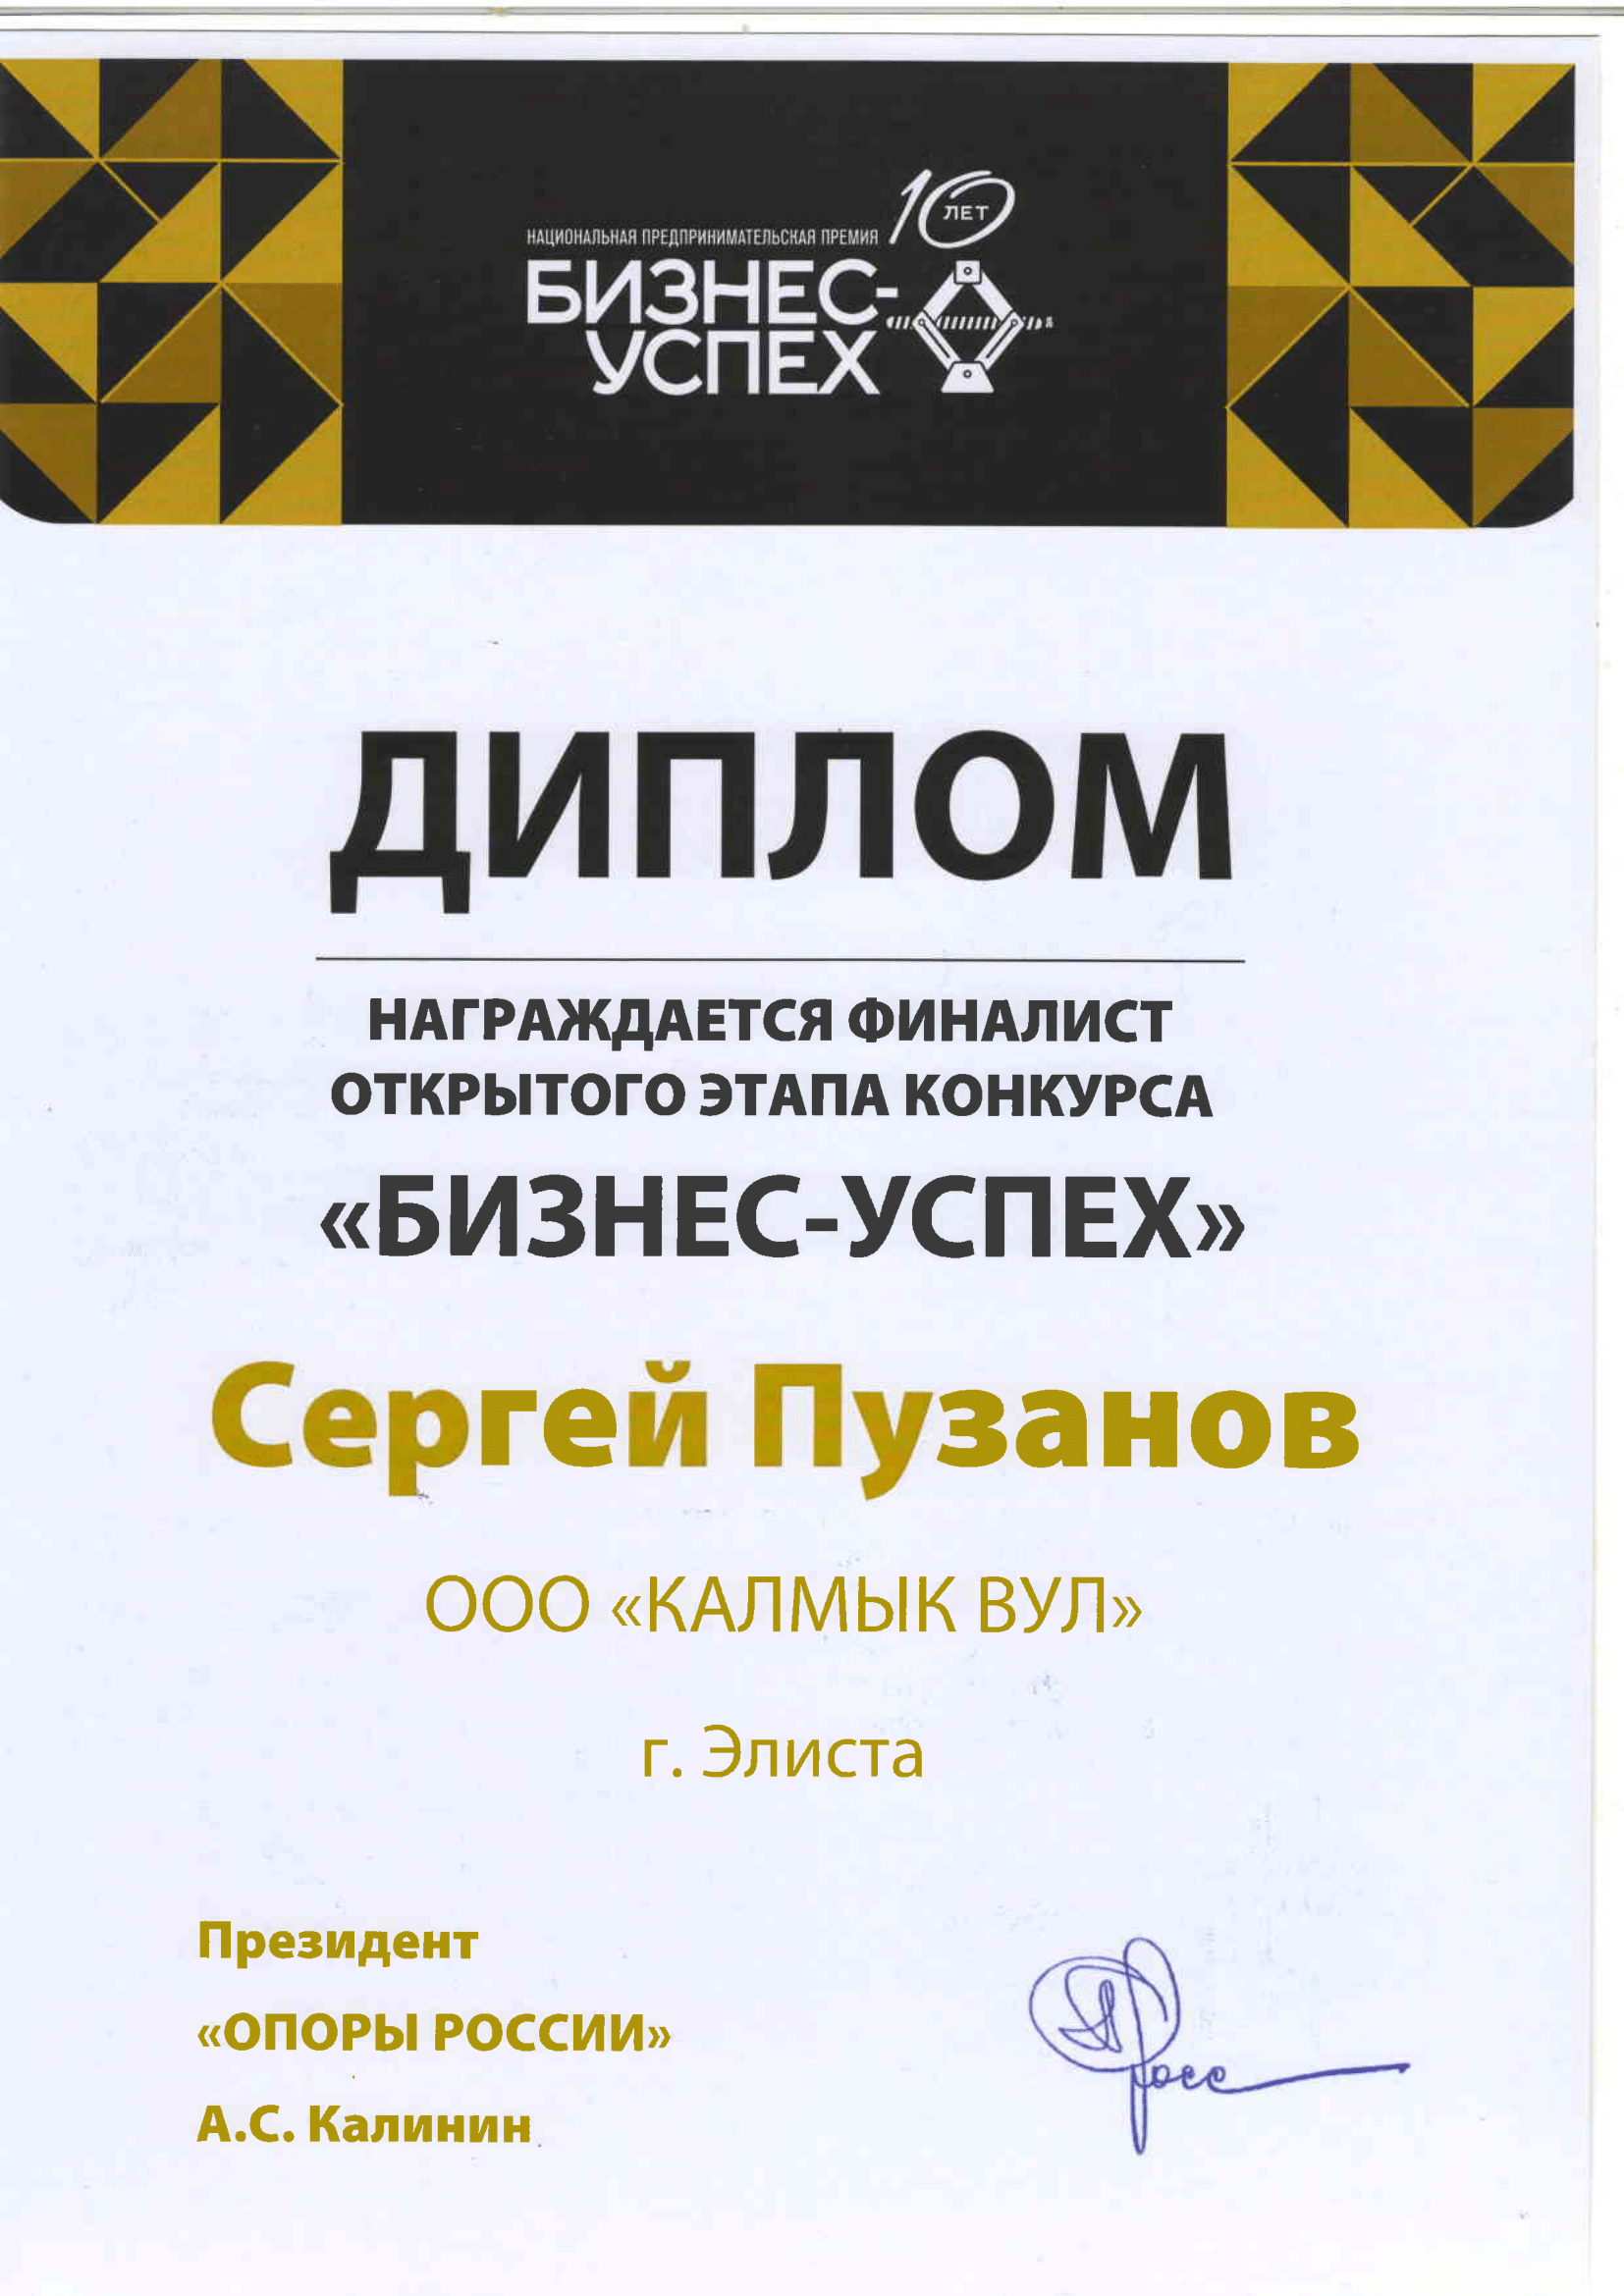 10 ЛЕТ
НАЦИОНАЛЬНАЯ ПРЕДПРИНИМАТЕЛЬСКАЯ ПРЕМИЯ
БИЗНЕС-
УСПЕХ
ДИПЛОМ
НАГРАЖДАЕТСЯ ФИНАЛИСТ
ОТКРЫТОГО ЭТАПА КОНКУРСА
«БИЗНЕС-УСПЕХ»
Сергей Пузанов
ООО «КАЛМЫК ВУЛ»
г. Элиста
Президент
«ОПОРЫ РОССИИ»
А.С. Калинин